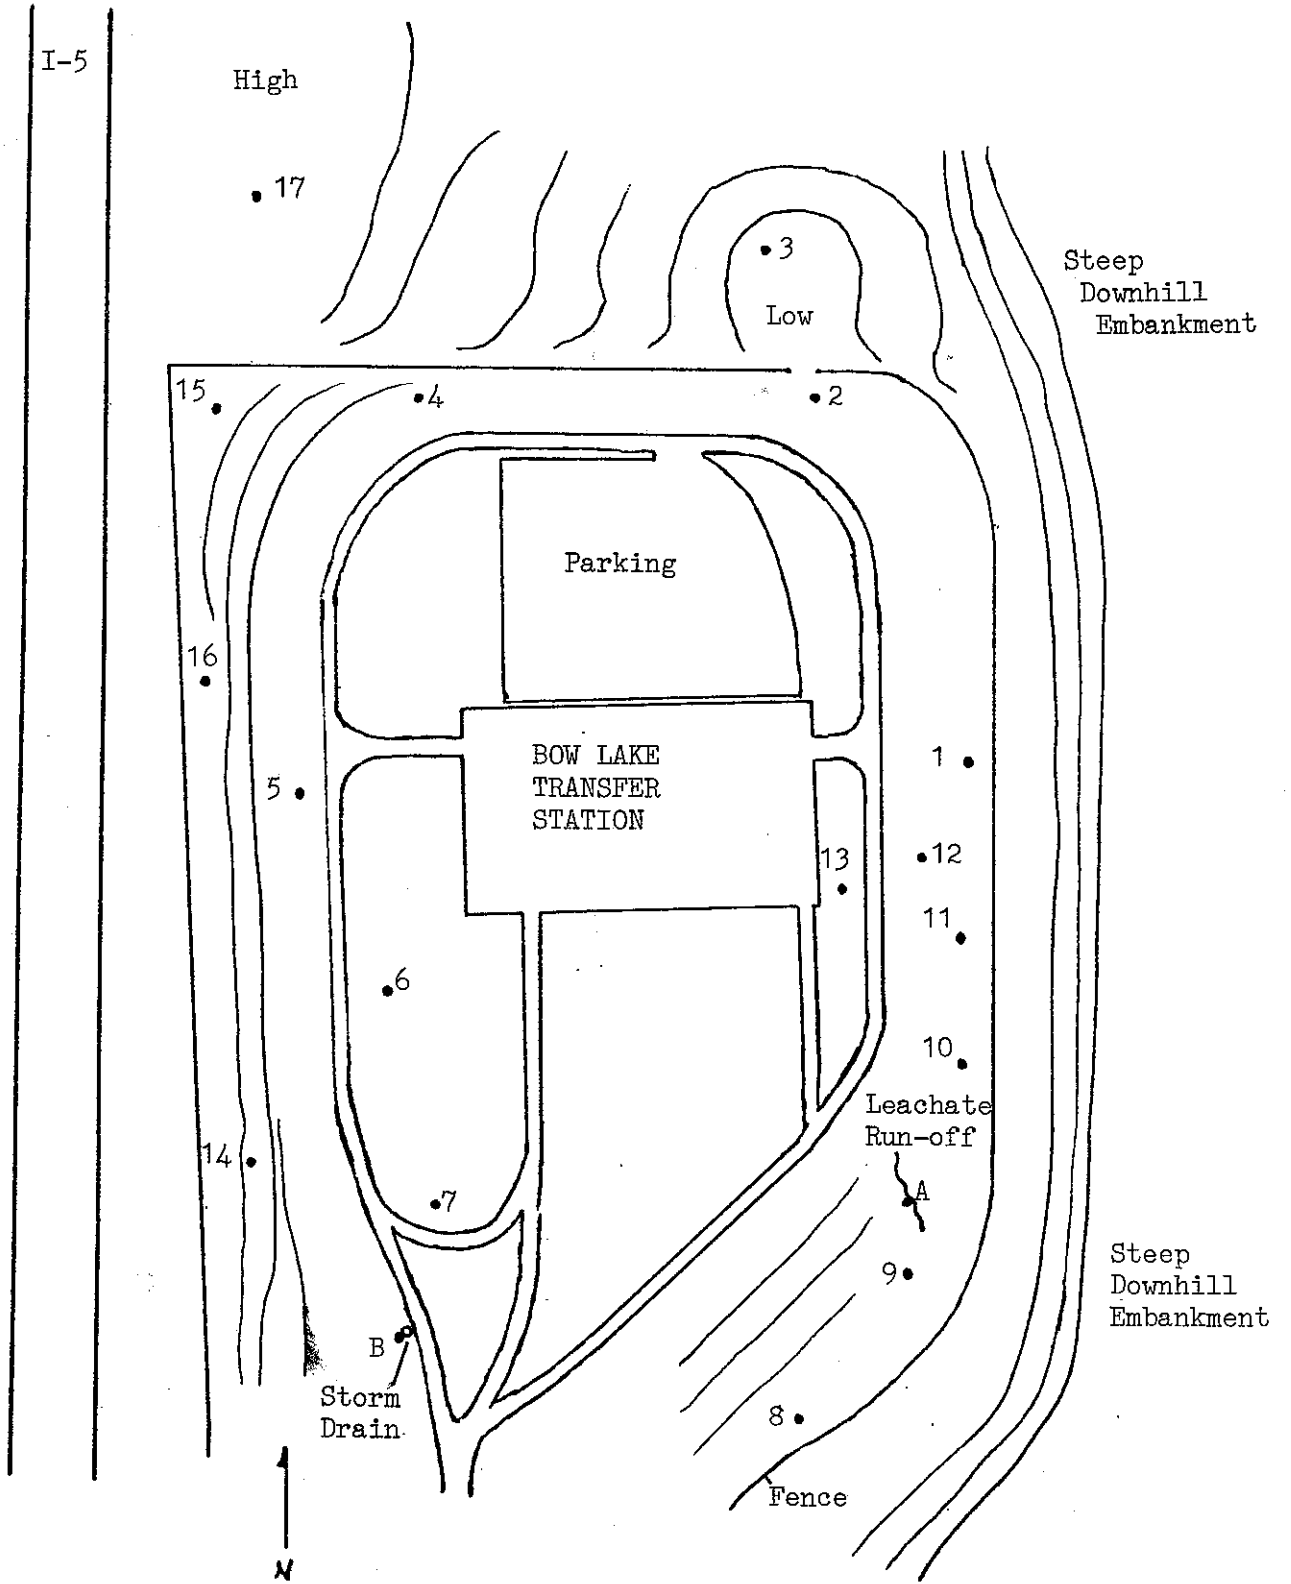 I-5
High
17
3
Low
Steep
Downhill
Embankment
15
4
2
Parking
16
BOW LAKE
TRANSFER
STATION
1
5
13
12
11
6
10
Leachate
Run-off
14
A
7
9
Steep
Downhill
Embankment
B
Storm
Drain
8
Fence
N